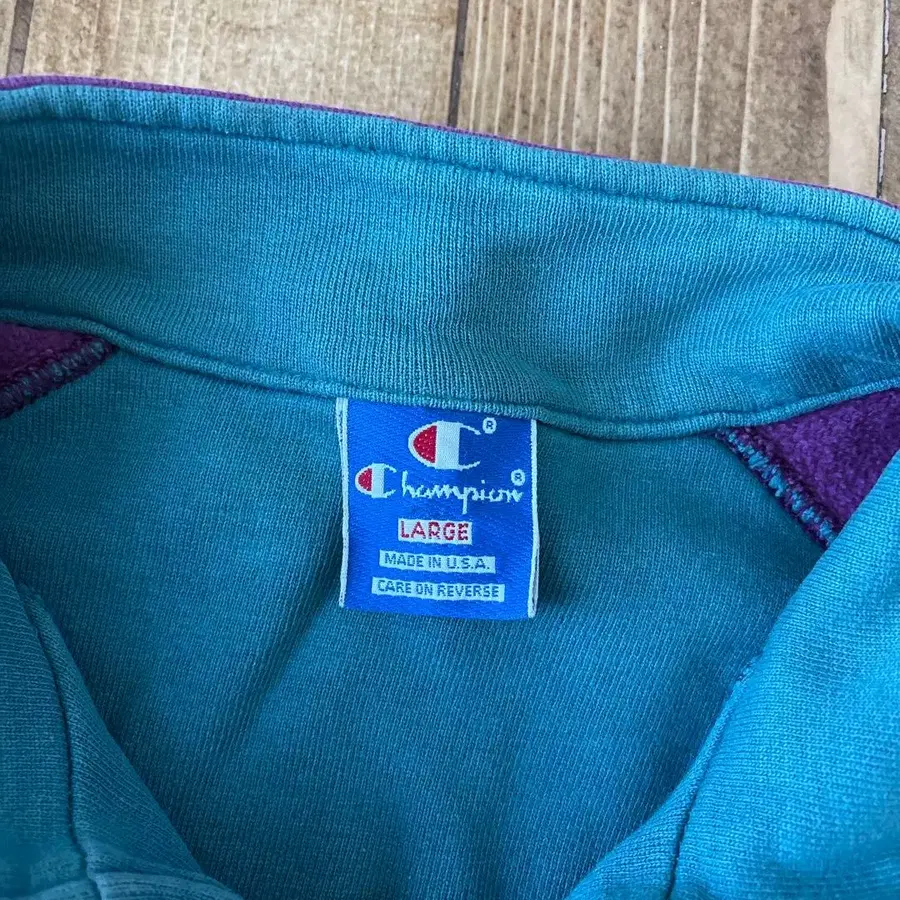 C®
Champion®
LARGE
MADE IN U.S.A.
CARE ON REVERSE